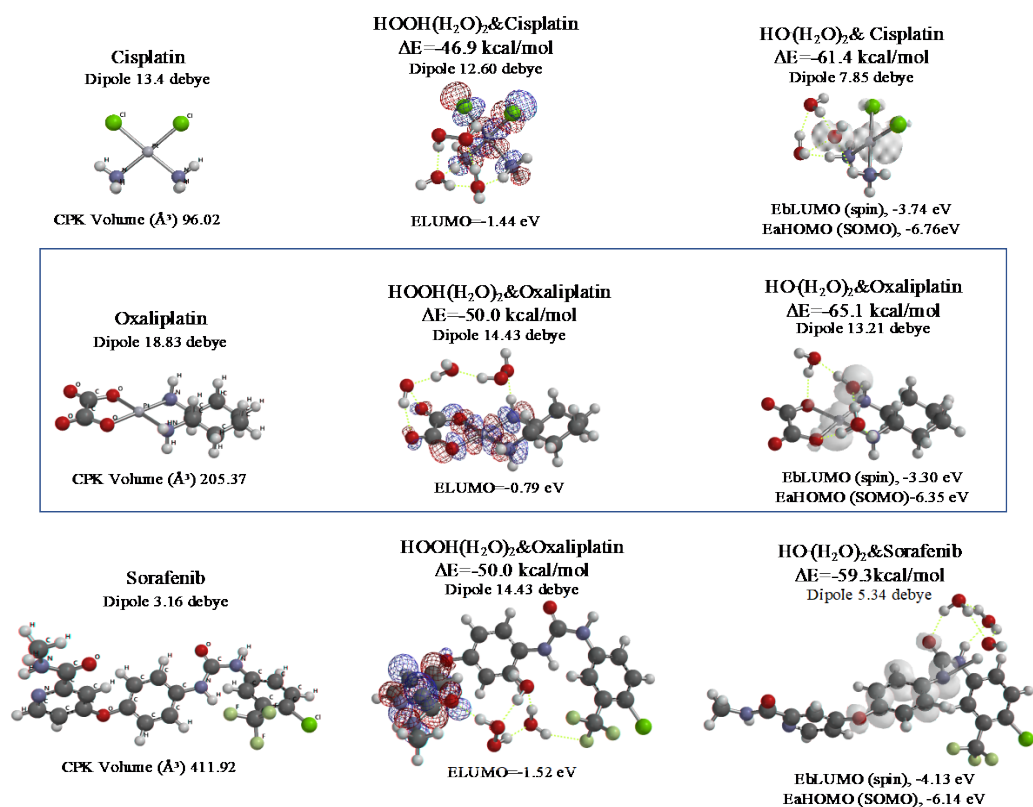 Cisplatin
Dipole 13.4 debye
Cl
Cl
Pt
H
H
N
N
H
H
CPK Volume (Å³) 96.02
HOOH(H₂O)₂&Cisplatin
ΔE=-46.9 kcal/mol
Dipole 12.60 debye
ELUMO=-1.44 eV
HO·(H₂O)₂& Cisplatin
ΔE=-61.4 kcal/mol
Dipole 7.85 debye
EbLUMO (spin), -3.74 eV
EaHOMO (SOMO), -6.76eV
Oxaliplatin
Dipole 18.83 debye
CPK Volume (Å³) 205.37
HOOH(H₂O)₂&Oxaliplatin
ΔE=-50.0 kcal/mol
Dipole 14.43 debye
ELUMO=-0.79 eV
HO·(H₂O)₂&Oxaliplatin
ΔE=-65.1 kcal/mol
Dipole 13.21 debye
EbLUMO (spin), -3.30 eV
EaHOMO (SOMO)-6.35 eV
Sorafenib
Dipole 3.16 debye
CPK Volume (Å³) 411.92
HOOH(H₂O)₂&Oxaliplatin
ΔE=-50.0 kcal/mol
Dipole 14.43 debye
ELUMO=-1.52 eV
HO·(H₂O)₂&Sorafenib
ΔE=-59.3kcal/mol
Dipole 5.34 debye
EbLUMO (spin), -4.13 eV
EaHOMO (SOMO), -6.14 eV